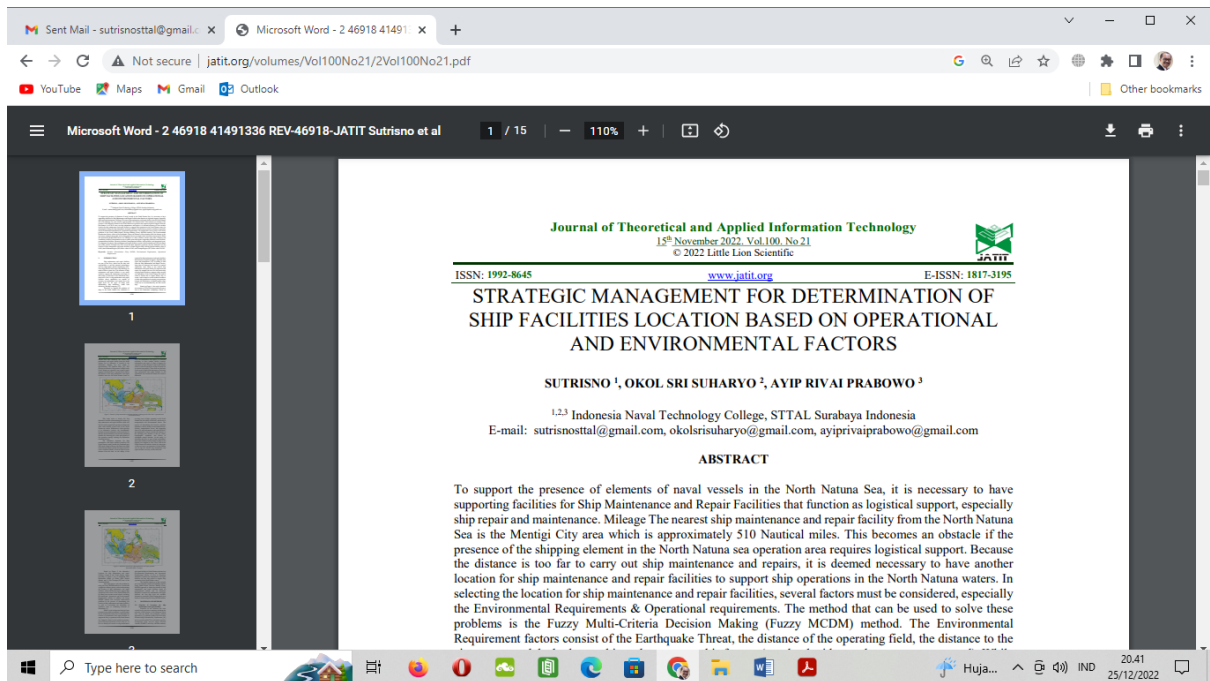 Sent Mail - sutrisnosttal@gmail.c
Microsoft Word - 2 46918 41491
Not secure | jatit.org/volumes/Vol100No21/2Vol100No21.pdf
YouTube Maps Gmail Outlook Other bookmarks
Microsoft Word - 2 46918 41491336 REV-46918-JATIT Sutrisno et al 1 / 15 110%
Journal of Theoretical and Applied Information Technology
15th November 2022. Vol.100. No 21
© 2022 Little Lion Scientific
JATIT
ISSN: 1992-8645 www.jatit.org E-ISSN: 1817-3195
STRATEGIC MANAGEMENT FOR DETERMINATION OF
SHIP FACILITIES LOCATION BASED ON OPERATIONAL
AND ENVIRONMENTAL FACTORS
SUTRISNO 1, OKOL SRI SUHARYO 2, AYIP RIVAI PRABOWO 3
1,2,3 Indonesia Naval Technology College, STTAL Surabaya Indonesia
E-mail: sutrisnosttal@gmail.com, okolsrisuharyo@gmail.com, ayiprivaiprabowo@gmail.com
ABSTRACT
To support the presence of elements of naval vessels in the North Natuna Sea, it is necessary to have
supporting facilities for Ship Maintenance and Repair Facilities that function as logistical support, especially
ship repair and maintenance. Mileage The nearest ship maintenance and repair facility from the North Natuna
Sea is the Mentigi City area which is approximately 510 Nautical miles. This becomes an obstacle if the
presence of the shipping element in the North Natuna sea operation area requires logistical support. Because
the distance is too far to carry out ship maintenance and repairs, it is deemed necessary to have another
location for ship maintenance and repair facilities to support ship operations in the North Natuna waters. In
selecting the location for ship maintenance and repair facilities, several factors must be considered, especially
the Environmental Requirements & Operational requirements. The method that can be used to solve these
problems is the Fuzzy Multi-Criteria Decision Making (Fuzzy MCDM) method. The Environmental
Requirement factors consist of the Earthquake Threat, the distance of the operating field, the distance to the
1
2
Type here to search
Huja... IND
20.41
25/12/2022